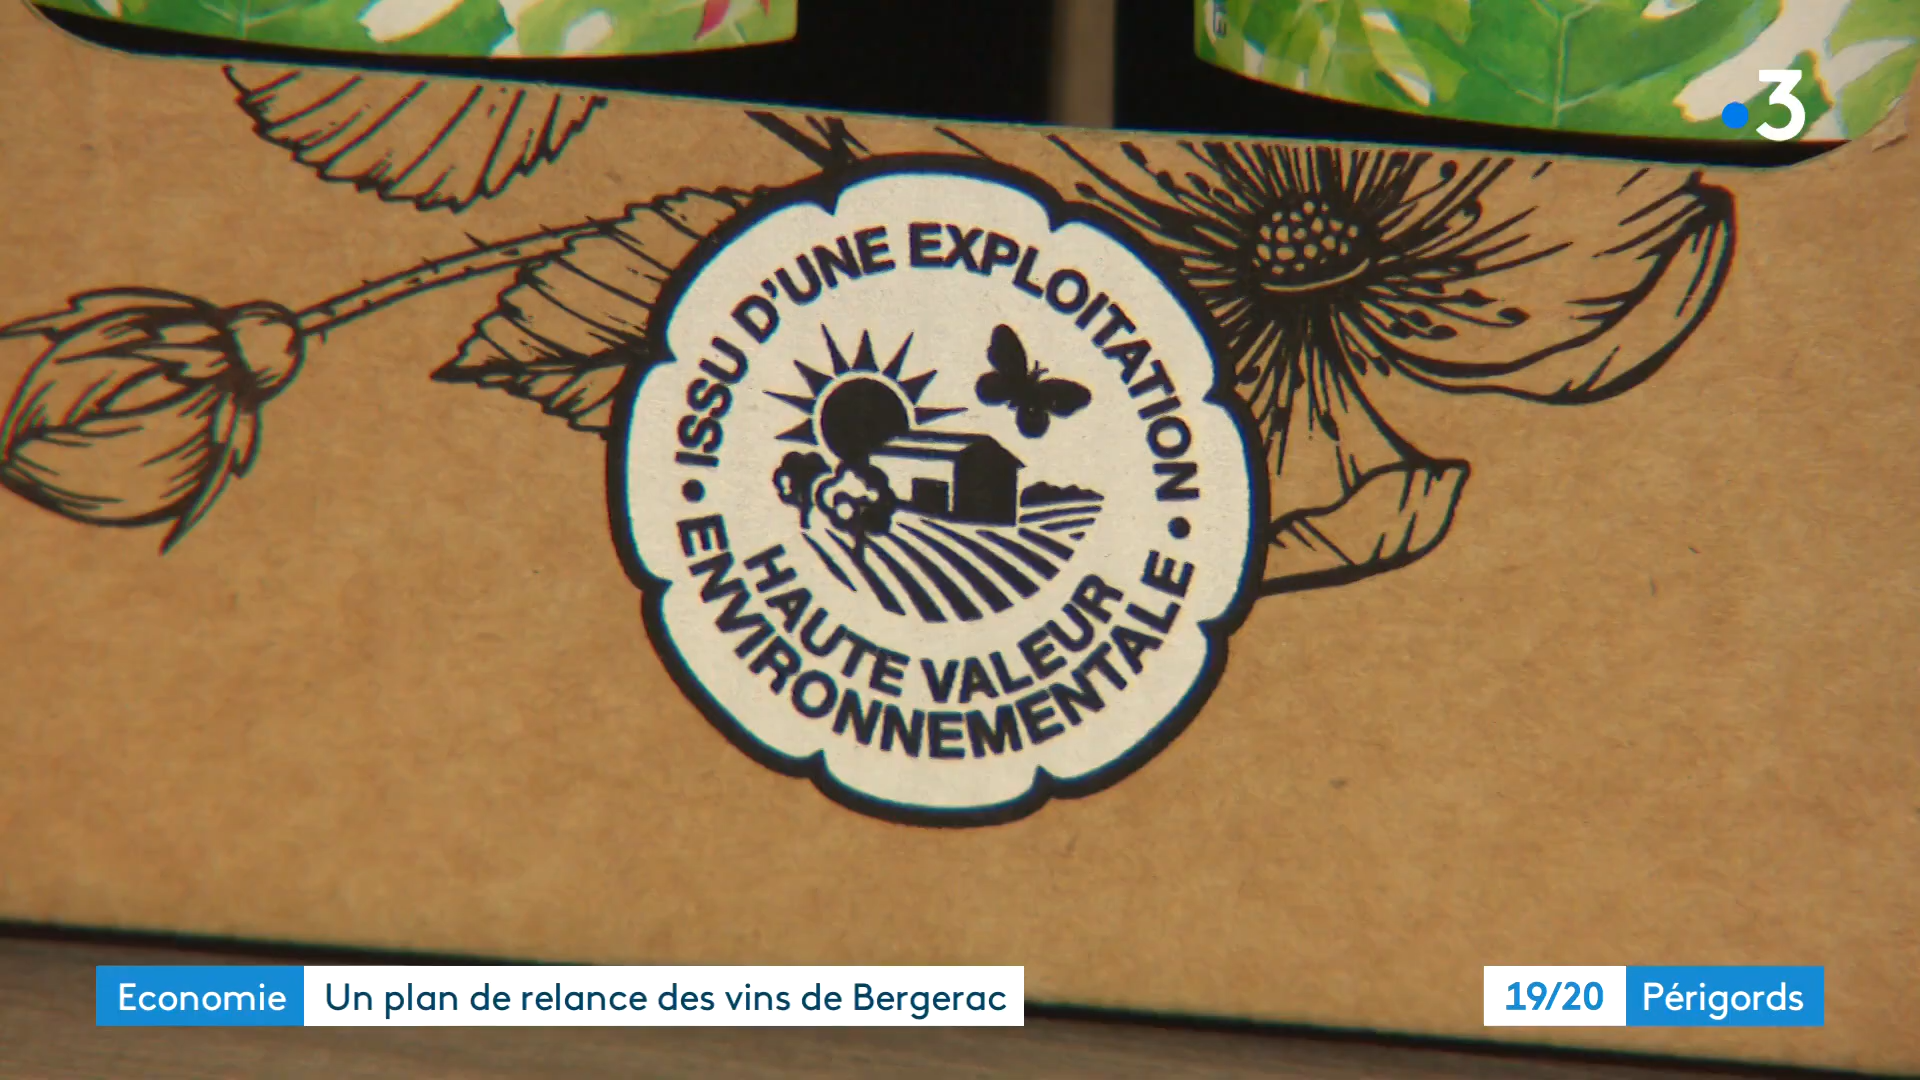 3
ISSU D'UNE EXPLOITATION
HAUTE VALEUR
ENVIRONNEMENTALE
Economie
Un plan de relance des vins de Bergerac
19/20
Périgords